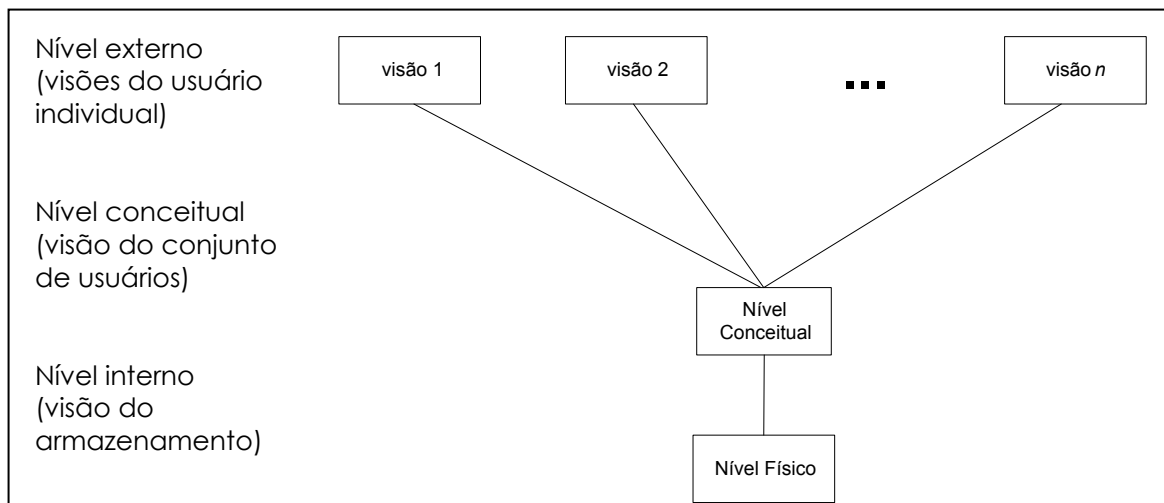 Nível externo
(visões do usuário
individual)
visão 1
visão 2
...
visão n
Nível conceitual
(visão do conjunto
de usuários)
Nível
Conceitual
Nível interno
(visão do
armazenamento)
Nível Físico